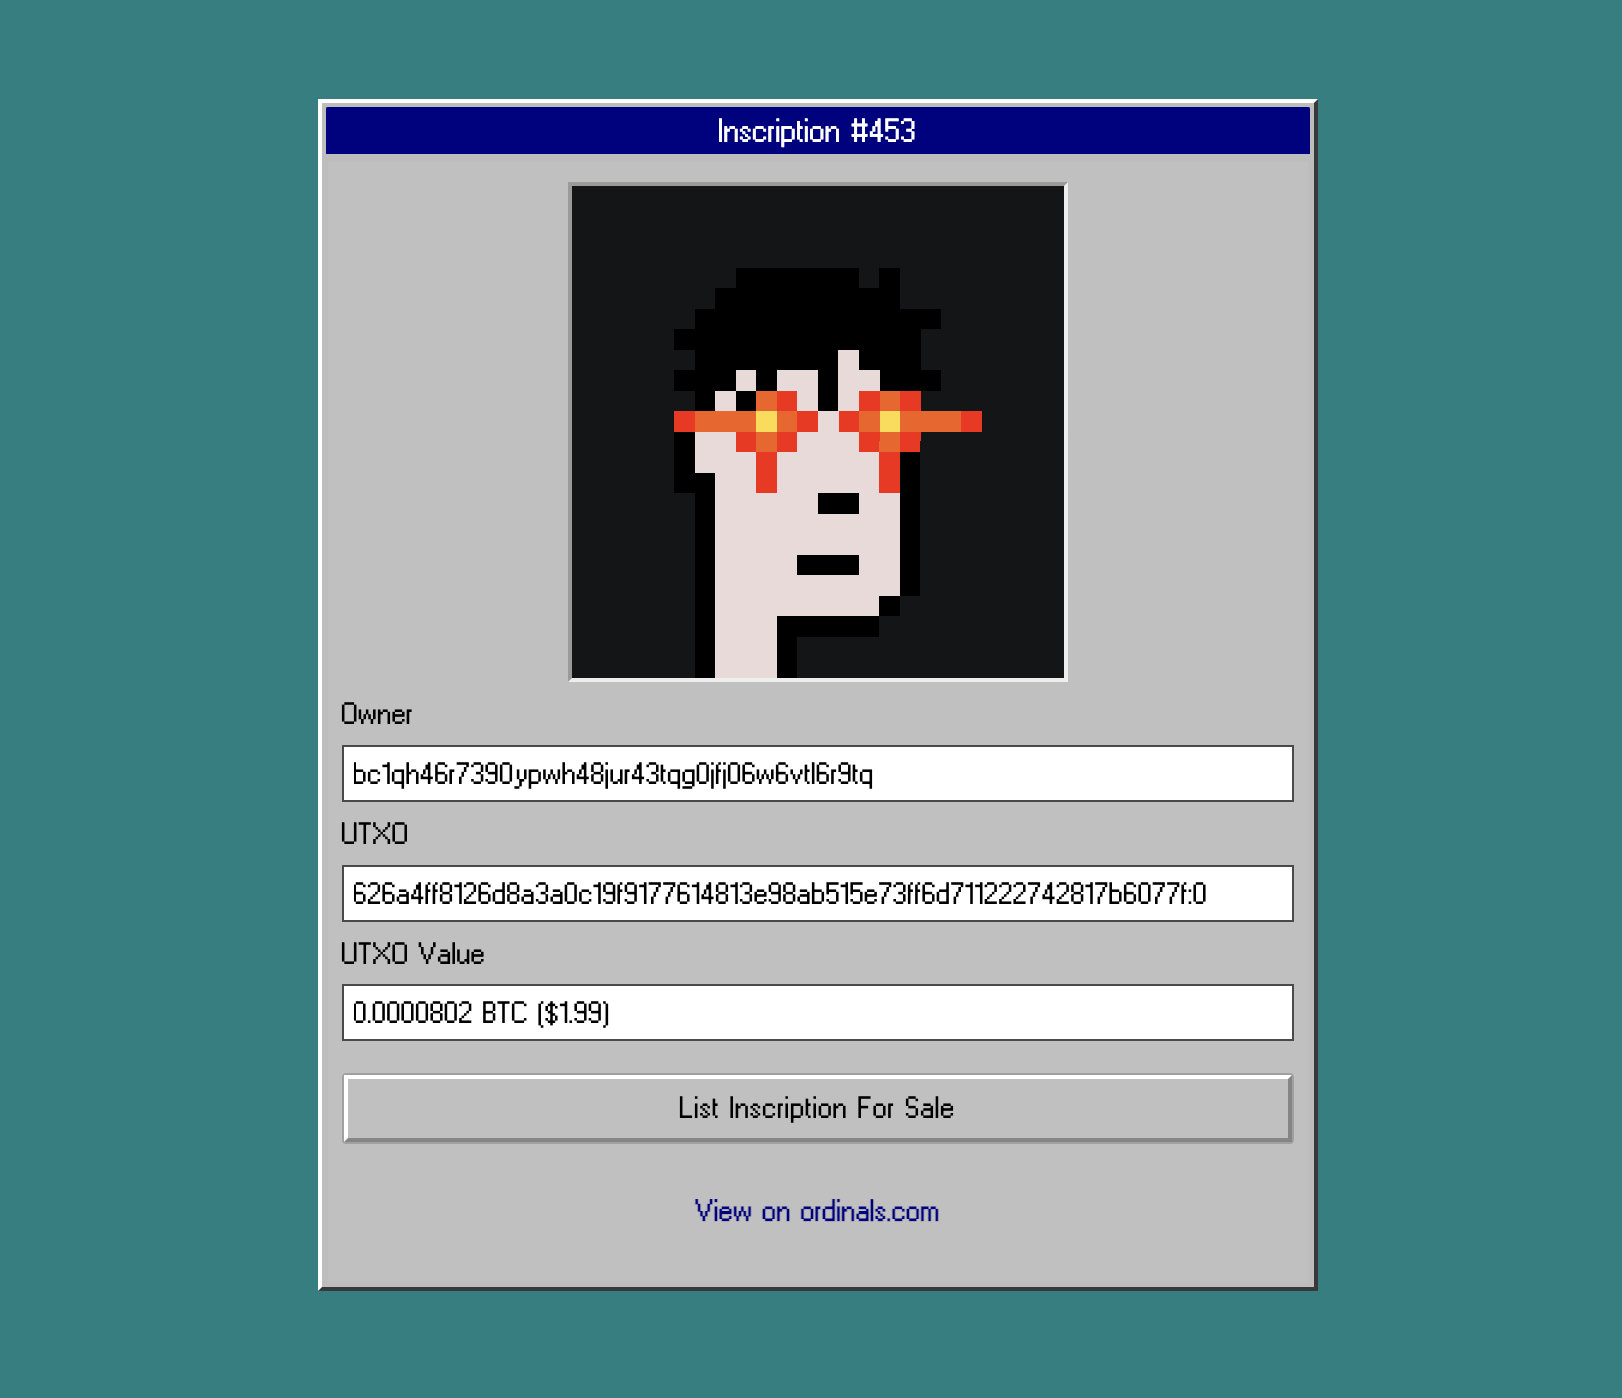 Inscription #453
Owner
bc1qh46r7390ypwh48jur43tqg0jfj06w6vtl6r9tq
UTXO
626a4ff8126d8a3a0c19f9177614813e98ab515e73ff6d711222742817b6077f:0
UTXO Value
0.0000802 BTC ($1.99)
List Inscription For Sale
View on ordinals.com